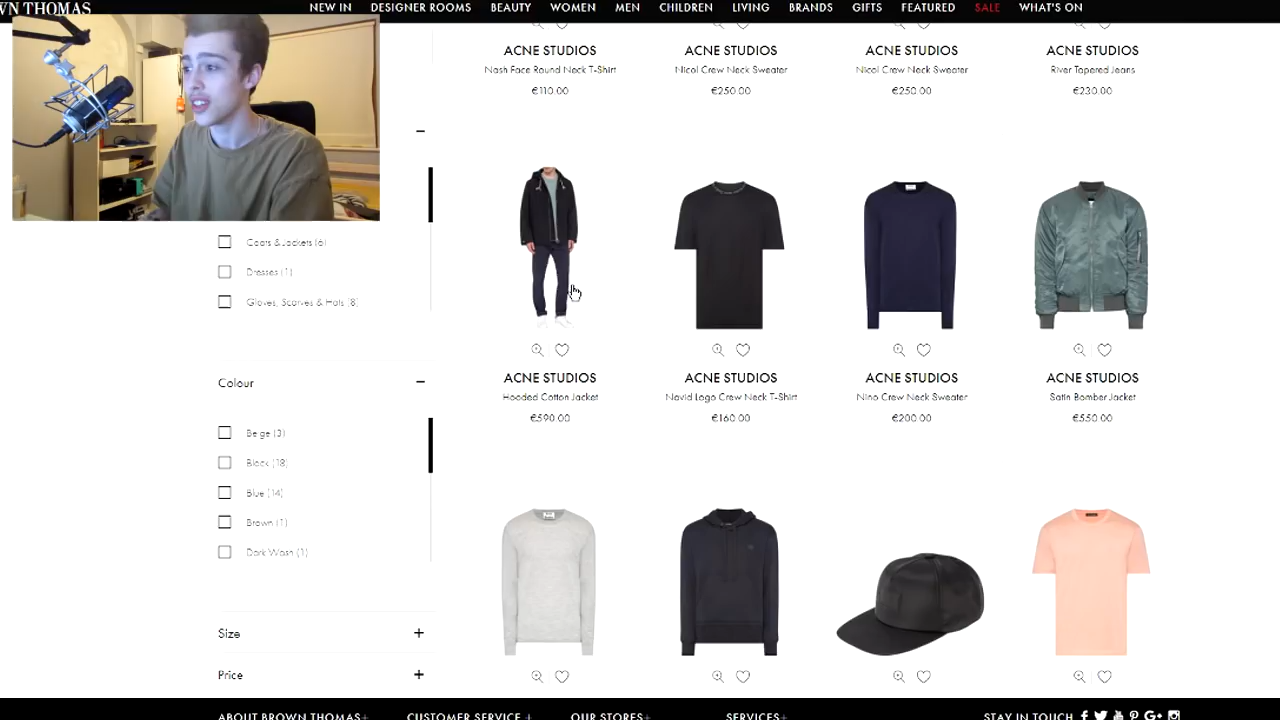 WN THOMAS
NEW IN DESIGNER ROOMS BEAUTY WOMEN MEN CHILDREN LIVING BRANDS GIFTS FEATURED SALE WHAT'S ON
ACNE STUDIOS ACNE STUDIOS ACNE STUDIOS ACNE STUDIOS
Nash Face Round Neck T-Shirt Nicol Crew Neck Sweater Nicol Crew Neck Sweater River Tapered Jeans
€110.00 €250.00 €250.00 €230.00
Coats & Jackets (6)
Dresses (1)
Gloves, Scarves & Hats (8)
ACNE STUDIOS ACNE STUDIOS ACNE STUDIOS ACNE STUDIOS
Hooded Cotton Jacket Navid Logo Crew Neck T-Shirt Nino Crew Neck Sweater Satin Bomber Jacket
€590.00 €160.00 €200.00 €550.00
Colour
Beige (3)
Black (18)
Blue (14)
Brown (1)
Dark Wash (1)
Size
Price
ABOUT BROWN THOMAS+ CUSTOMER SERVICE + OUR STORES+ SERVICES+ STAY IN TOUCH